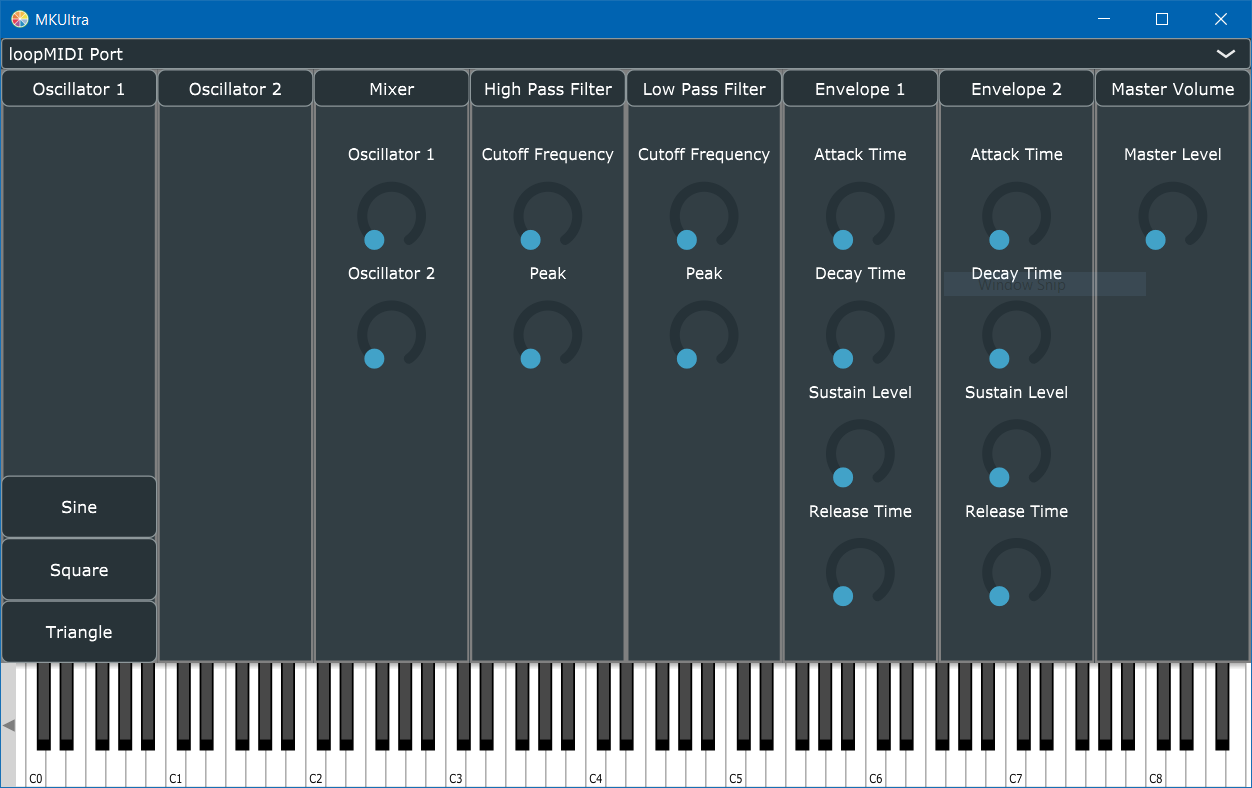 MKUltra
loopMIDI Port
Oscillator 1
Oscillator 2
Mixer
High Pass Filter
Low Pass Filter
Envelope 1
Envelope 2
Master Volume
Oscillator 1
Cutoff Frequency
Cutoff Frequency
Attack Time
Attack Time
Master Level
Oscillator 2
Peak
Peak
Decay Time
Decay Time
Window Snip
Sustain Level
Sustain Level
Release Time
Release Time
Sine
Square
Triangle
C0
C1
C2
C3
C4
C5
C6
C7
C8